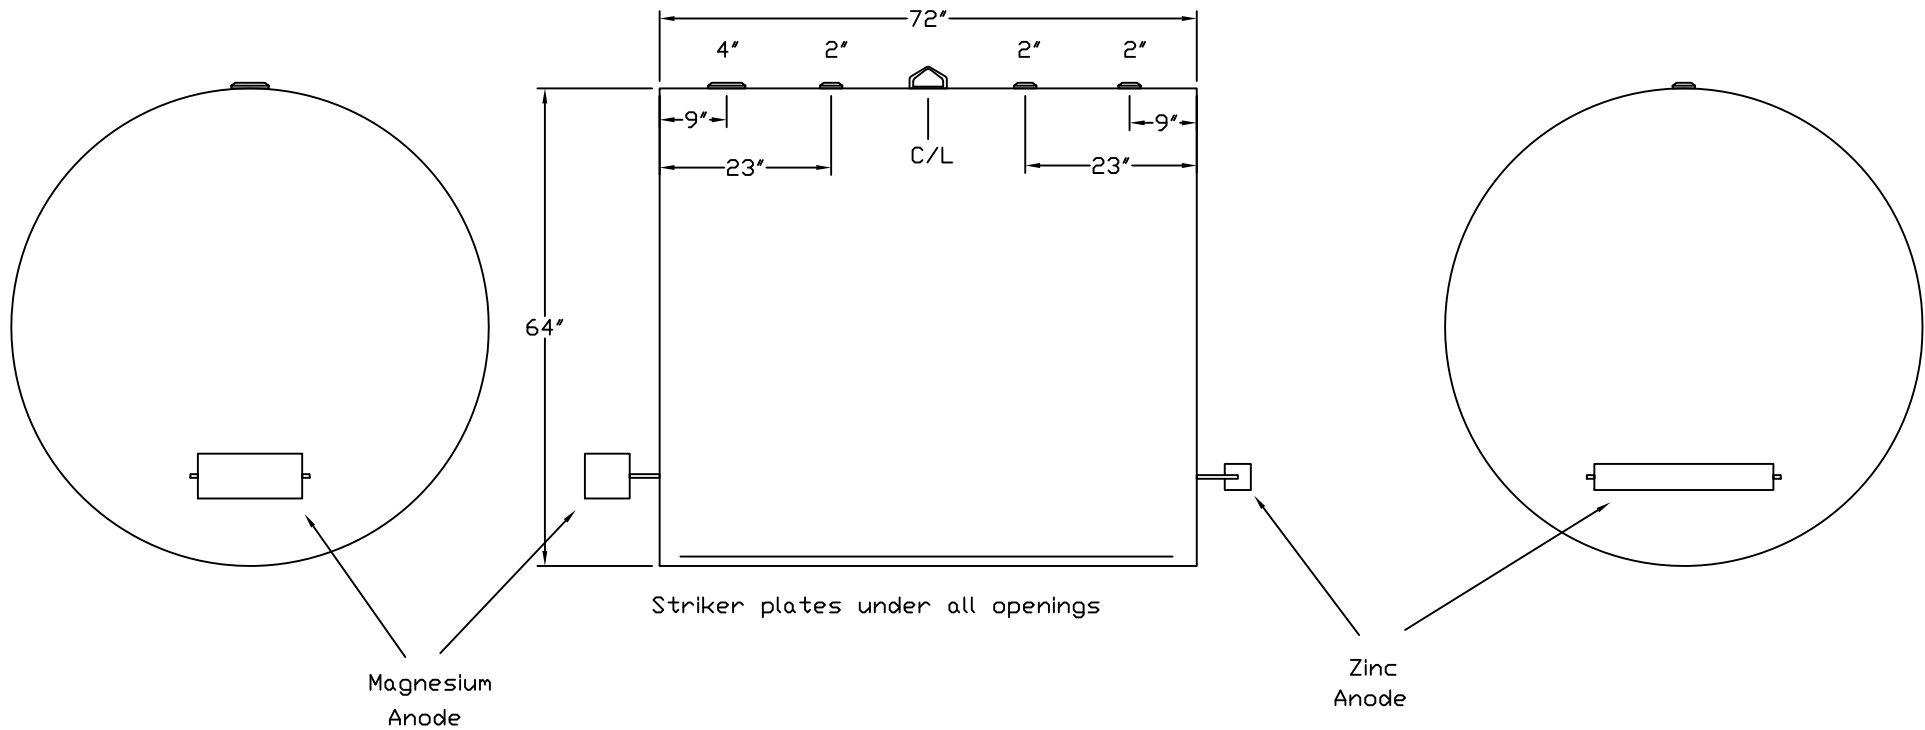 72"
4"
2"
2"
2"
9"
9"
C/L
23"
23"
64"
Striker plates under all openings
Magnesium
Anode
Zinc
Anode